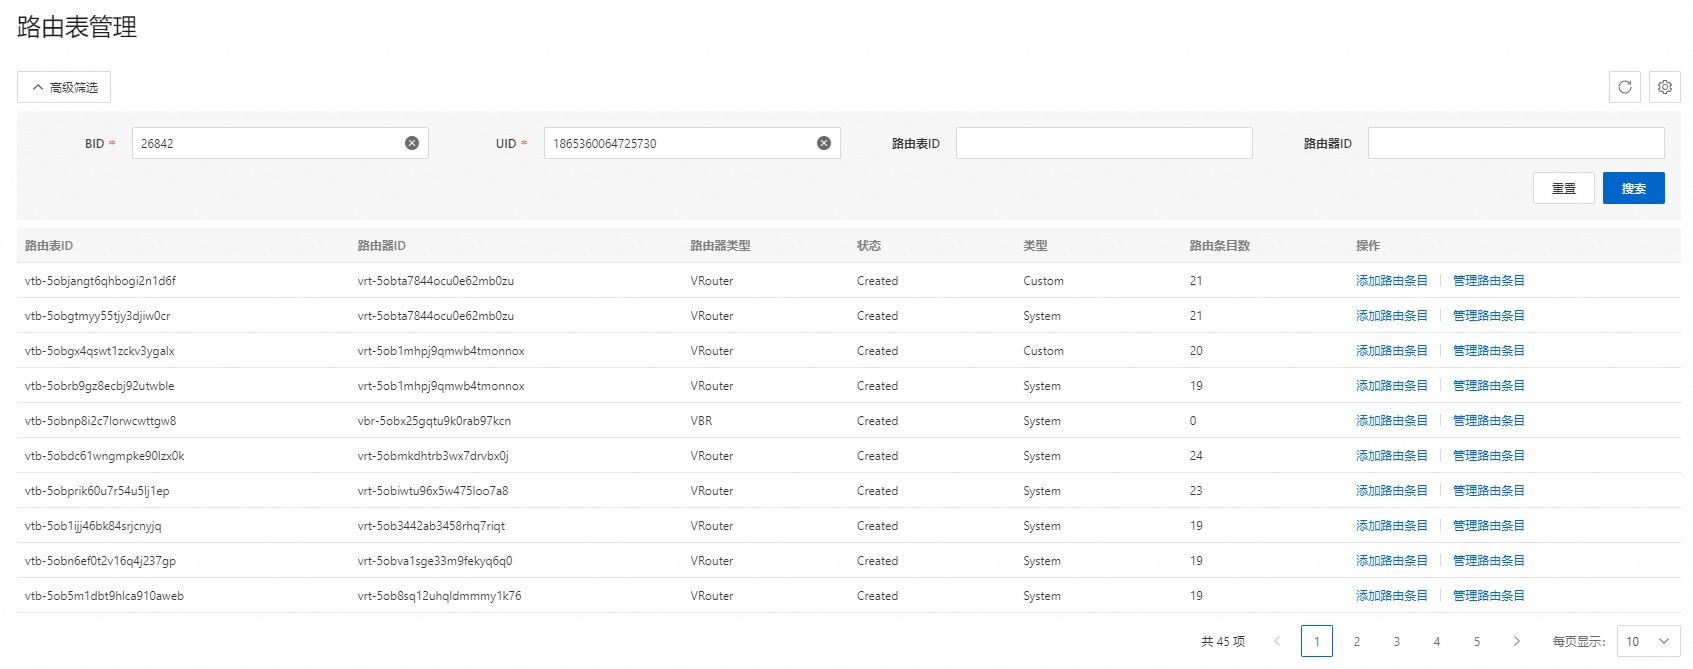 路由表管理
高级筛选
BID * 26842 UID * 1865360064725730 路由表ID 路由器ID
重置 搜索
路由表ID 路由器ID 路由器类型 状态 类型 路由条目数 操作
vtb-5objangt6qhbogi2n1d6f vrt-5obta7844ocu0e62mb0zu VRouter Created Custom 21 添加路由条目 管理路由条目
vtb-5obgtmyy55tjy3djiw0cr vrt-5obta7844ocu0e62mb0zu VRouter Created System 21 添加路由条目 管理路由条目
vtb-5obgx4qswt1zckv3ygalx vrt-5ob1mhpj9qmwb4tmonnox VRouter Created Custom 20 添加路由条目 管理路由条目
vtb-5obrb9gz8ecbj92utwble vrt-5ob1mhpj9qmwb4tmonnox VRouter Created System 19 添加路由条目 管理路由条目
vtb-5obnp8i2c7lorwcwttgw8 vbr-5obx25gqtu9k0rab97kcn VBR Created System 0 添加路由条目 管理路由条目
vtb-5obdc61wngmpke90lzx0k vrt-5obmkdhtrb3wx7drvbx0j VRouter Created System 24 添加路由条目 管理路由条目
vtb-5obprik60u7r54u5lj1ep vrt-5obiwtu96x5w475loo7a8 VRouter Created System 23 添加路由条目 管理路由条目
vtb-5ob1ijj46bk84srjcnyjq vrt-5ob3442ab3458rhq7riqt VRouter Created System 19 添加路由条目 管理路由条目
vtb-5obn6ef0t2v16q4j237gp vrt-5obva1sge33m9fekyq6q0 VRouter Created System 19 添加路由条目 管理路由条目
vtb-5ob5m1dbt9hlca910aweb vrt-5ob8sq12uhqldmmmy1k76 VRouter Created System 19 添加路由条目 管理路由条目
共 45 项 1 2 3 4 5 每页显示: 10